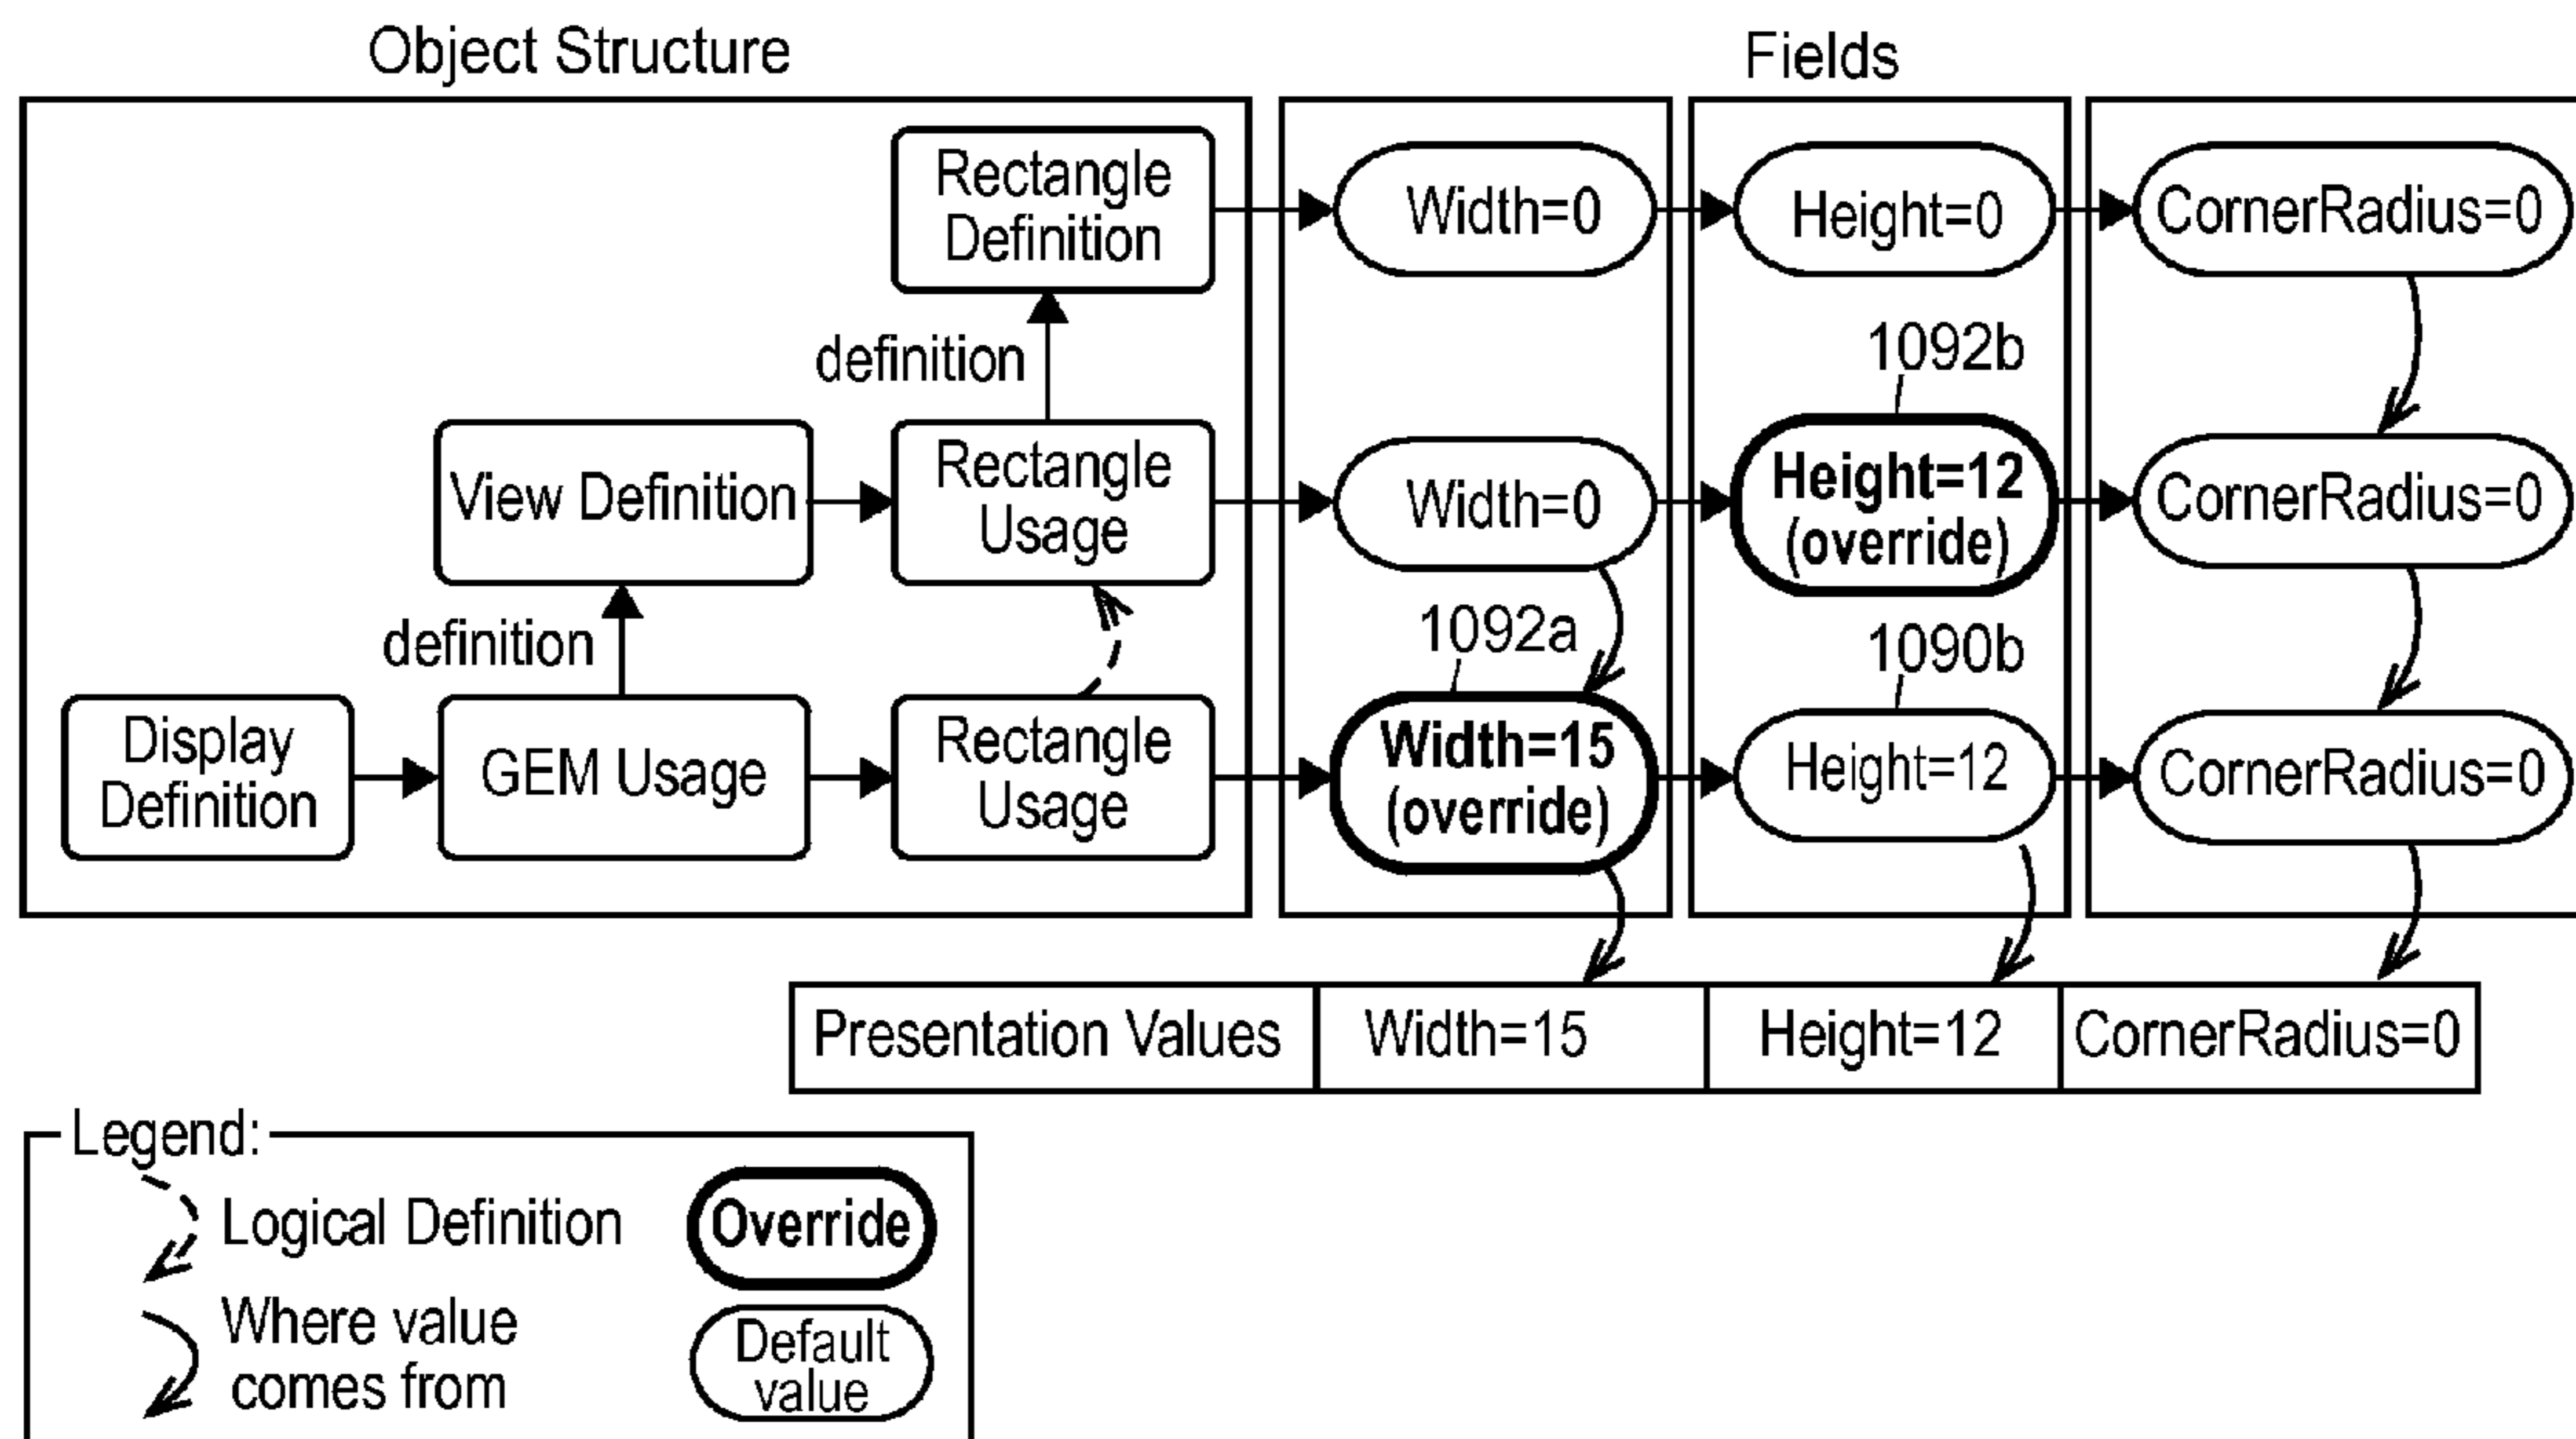 Object Structure
Fields
Rectangle
Definition
Width=0
Height=0
CornerRadius=0
definition
1092b
View Definition
Rectangle
Usage
Width=0
Height=12
(override)
CornerRadius=0
definition
1092a
1090b
Display
Definition
GEM Usage
Rectangle
Usage
Width=15
(override)
Height=12
CornerRadius=0
Presentation Values
Width=15
Height=12
CornerRadius=0
Legend:
Logical Definition
Override
Where value
comes from
Default
value